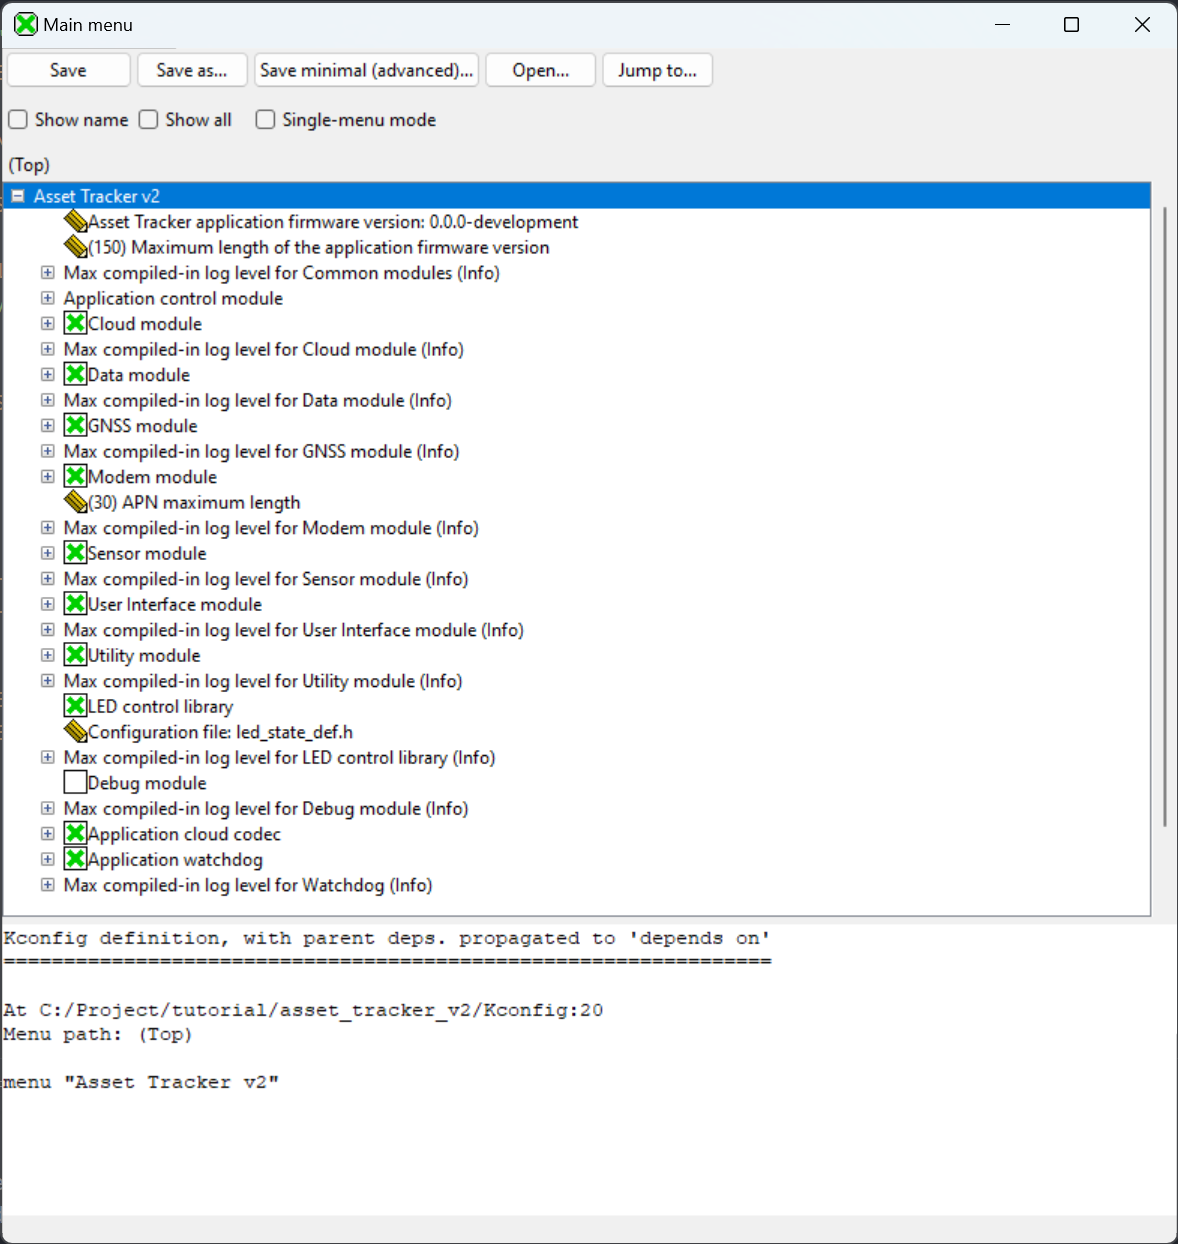 Main menu
Save Save as... Save minimal (advanced)... Open... Jump to...
Show name Show all Single-menu mode
(Top)
Asset Tracker v2
Asset Tracker application firmware version: 0.0.0-development
(150) Maximum length of the application firmware version
Max compiled-in log level for Common modules (Info)
Application control module
Cloud module
Max compiled-in log level for Cloud module (Info)
Data module
Max compiled-in log level for Data module (Info)
GNSS module
Max compiled-in log level for GNSS module (Info)
Modem module
(30) APN maximum length
Max compiled-in log level for Modem module (Info)
Sensor module
Max compiled-in log level for Sensor module (Info)
User Interface module
Max compiled-in log level for User Interface module (Info)
Utility module
Max compiled-in log level for Utility module (Info)
LED control library
Configuration file: led_state_def.h
Max compiled-in log level for LED control library (Info)
Debug module
Max compiled-in log level for Debug module (Info)
Application cloud codec
Application watchdog
Max compiled-in log level for Watchdog (Info)
Kconfig definition, with parent deps. propagated to 'depends on'
================================================================
At C:/Project/tutorial/asset_tracker_v2/Kconfig:20
Menu path: (Top)
menu "Asset Tracker v2"